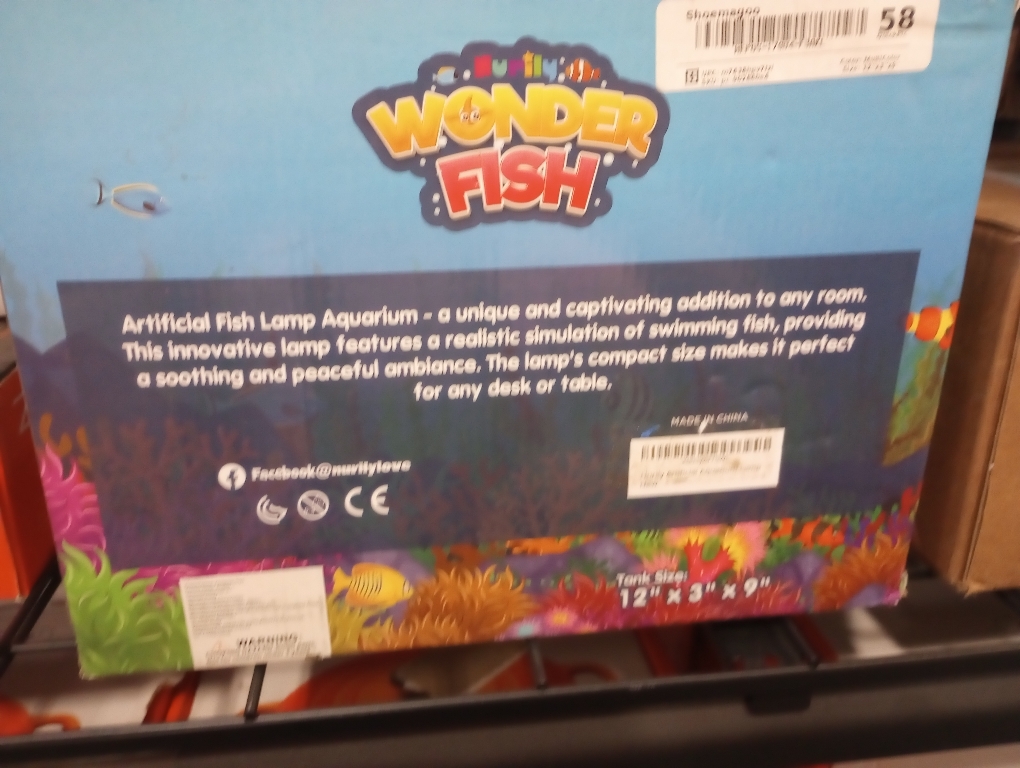 Shoemagoo
58
Nurily
WONDER
FISH
Artificial Fish Lamp Aquarium - a unique and captivating addition to any room.
This innovative lamp features a realistic simulation of swimming fish, providing
a soothing and peaceful ambiance. The lamp's compact size makes it perfect
for any desk or table.
MADE IN CHINA
Facebook@nurilylove
CE
WARNING
Tank Size:
12" x 3" x 9"